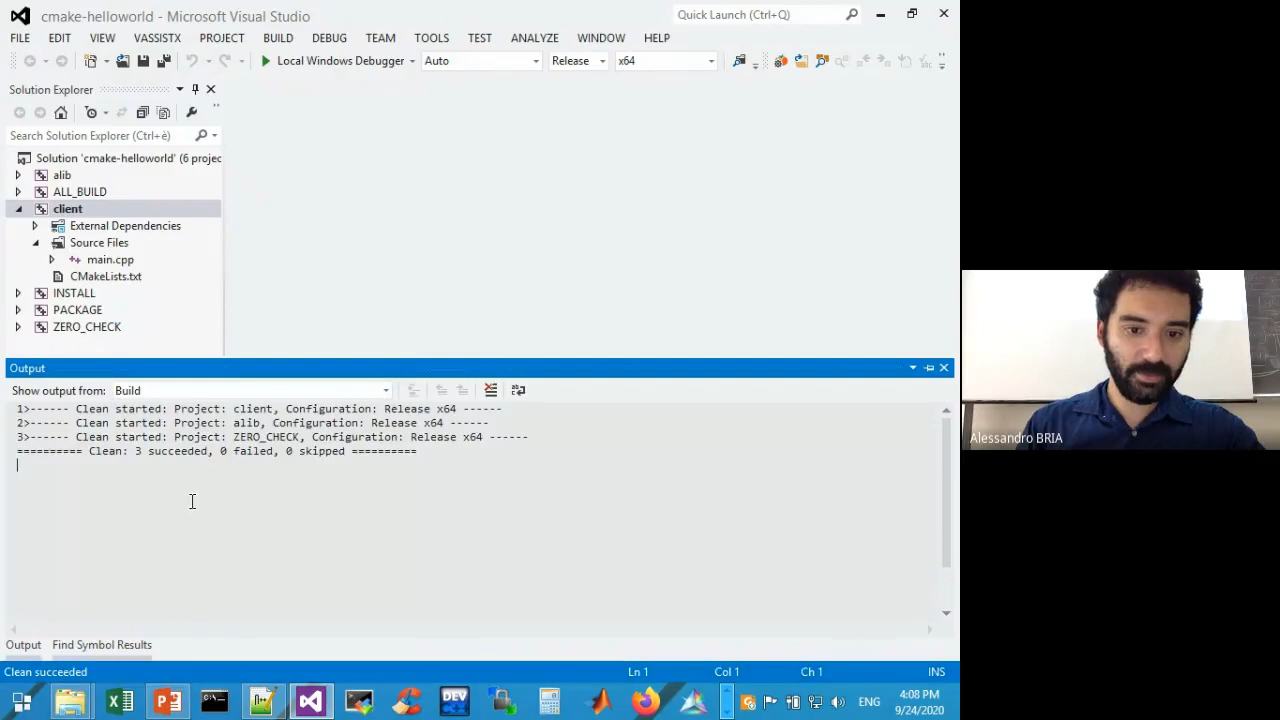 cmake-helloworld - Microsoft Visual Studio
Quick Launch (Ctrl+Q)
FILE EDIT VIEW VASSISTX PROJECT BUILD DEBUG TEAM TOOLS TEST ANALYZE WINDOW HELP
Local Windows Debugger Auto Release x64
Solution Explorer
Search Solution Explorer (Ctrl+è)
Solution 'cmake-helloworld' (6 projec
alib
ALL_BUILD
client
External Dependencies
Source Files
main.cpp
CMakeLists.txt
INSTALL
PACKAGE
ZERO_CHECK
Output
Show output from: Build
1>------ Clean started: Project: client, Configuration: Release x64 ------
2>------ Clean started: Project: alib, Configuration: Release x64 ------
3>------ Clean started: Project: ZERO_CHECK, Configuration: Release x64 ------
========== Clean: 3 succeeded, 0 failed, 0 skipped ==========
Output Find Symbol Results
Clean succeeded Ln 1 Col 1 Ch 1 INS
DEV
ENG
4:08 PM
9/24/2020
Alessandro BRIA